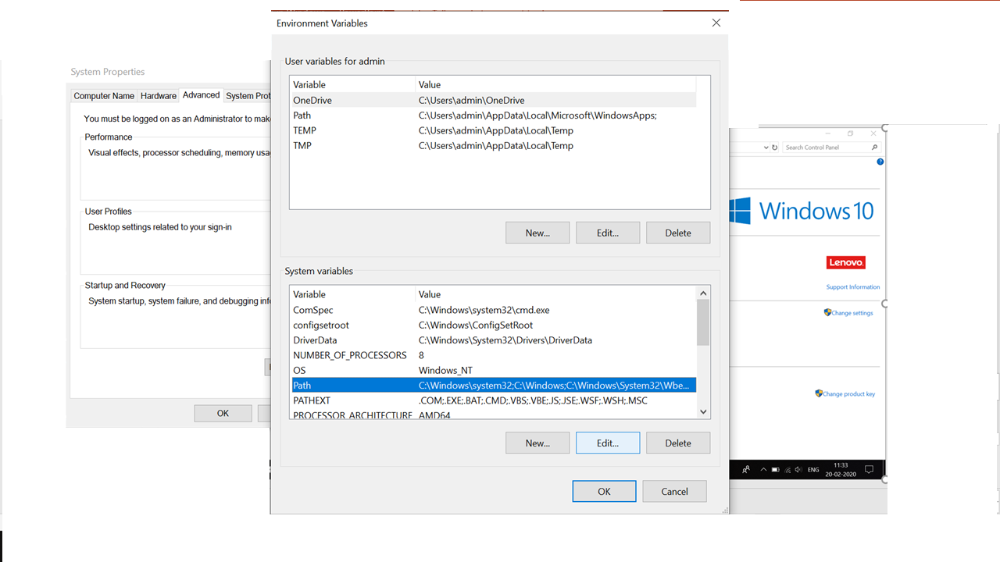 Environment Variables
User variables for admin
Variable Value
OneDrive C:\Users\admin\OneDrive
Path C:\Users\admin\AppData\Local\Microsoft\WindowsApps;
TEMP C:\Users\admin\AppData\Local\Temp
TMP C:\Users\admin\AppData\Local\Temp
New... Edit... Delete
System variables
Variable Value
ComSpec C:\Windows\system32\cmd.exe
configsetroot C:\Windows\ConfigSetRoot
DriverData C:\Windows\System32\Drivers\DriverData
NUMBER_OF_PROCESSORS 8
OS Windows_NT
Path C:\Windows\system32;C:\Windows;C:\Windows\System32\Wbe...
PATHEXT .COM;.EXE;.BAT;.CMD;.VBS;.VBE;.JS;.JSE;.WSF;.WSH;.MSC
PROCESSOR_ARCHITECTURE AMD64
New... Edit... Delete
OK Cancel
System Properties
Computer Name Hardware Advanced System Prot
You must be logged on as an Administrator to mak
Performance
Visual effects, processor scheduling, memory usa
User Profiles
Desktop settings related to your sign-in
Startup and Recovery
System startup, system failure, and debugging inf
OK
Search Control Panel
Windows 10
Lenovo
Support Information
Change settings
Change product key
ENG 11:33
20-02-2020